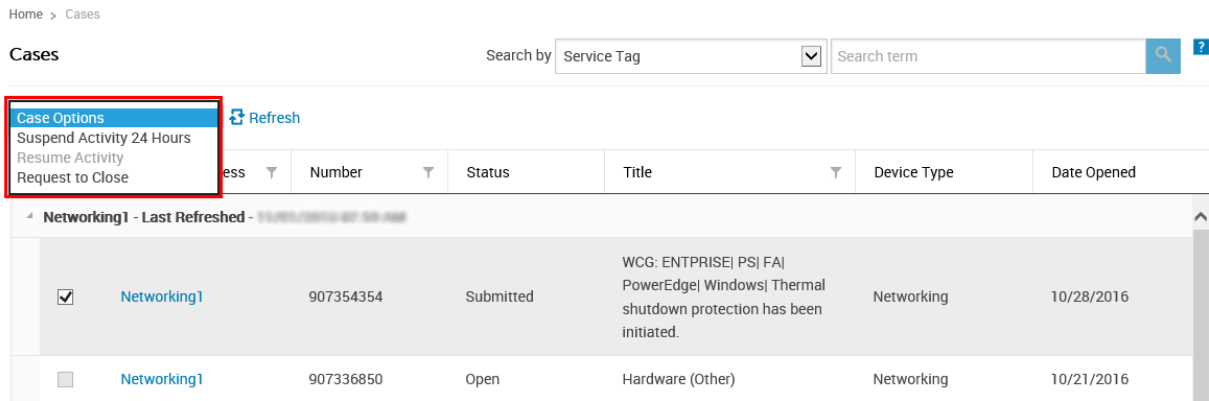 Home > Cases
Cases
Search by Service Tag Search term ?
Case Options
Suspend Activity 24 Hours
Resume Activity
Request to Close
Refresh
ess Number Status Title Device Type Date Opened
Networking1 - Last Refreshed -
WCG: ENTPRISE| PS| FA|
PowerEdge| Windows| Thermal
shutdown protection has been
initiated.
Networking1 907354354 Submitted Networking 10/28/2016
Networking1 907336850 Open Hardware (Other) Networking 10/21/2016